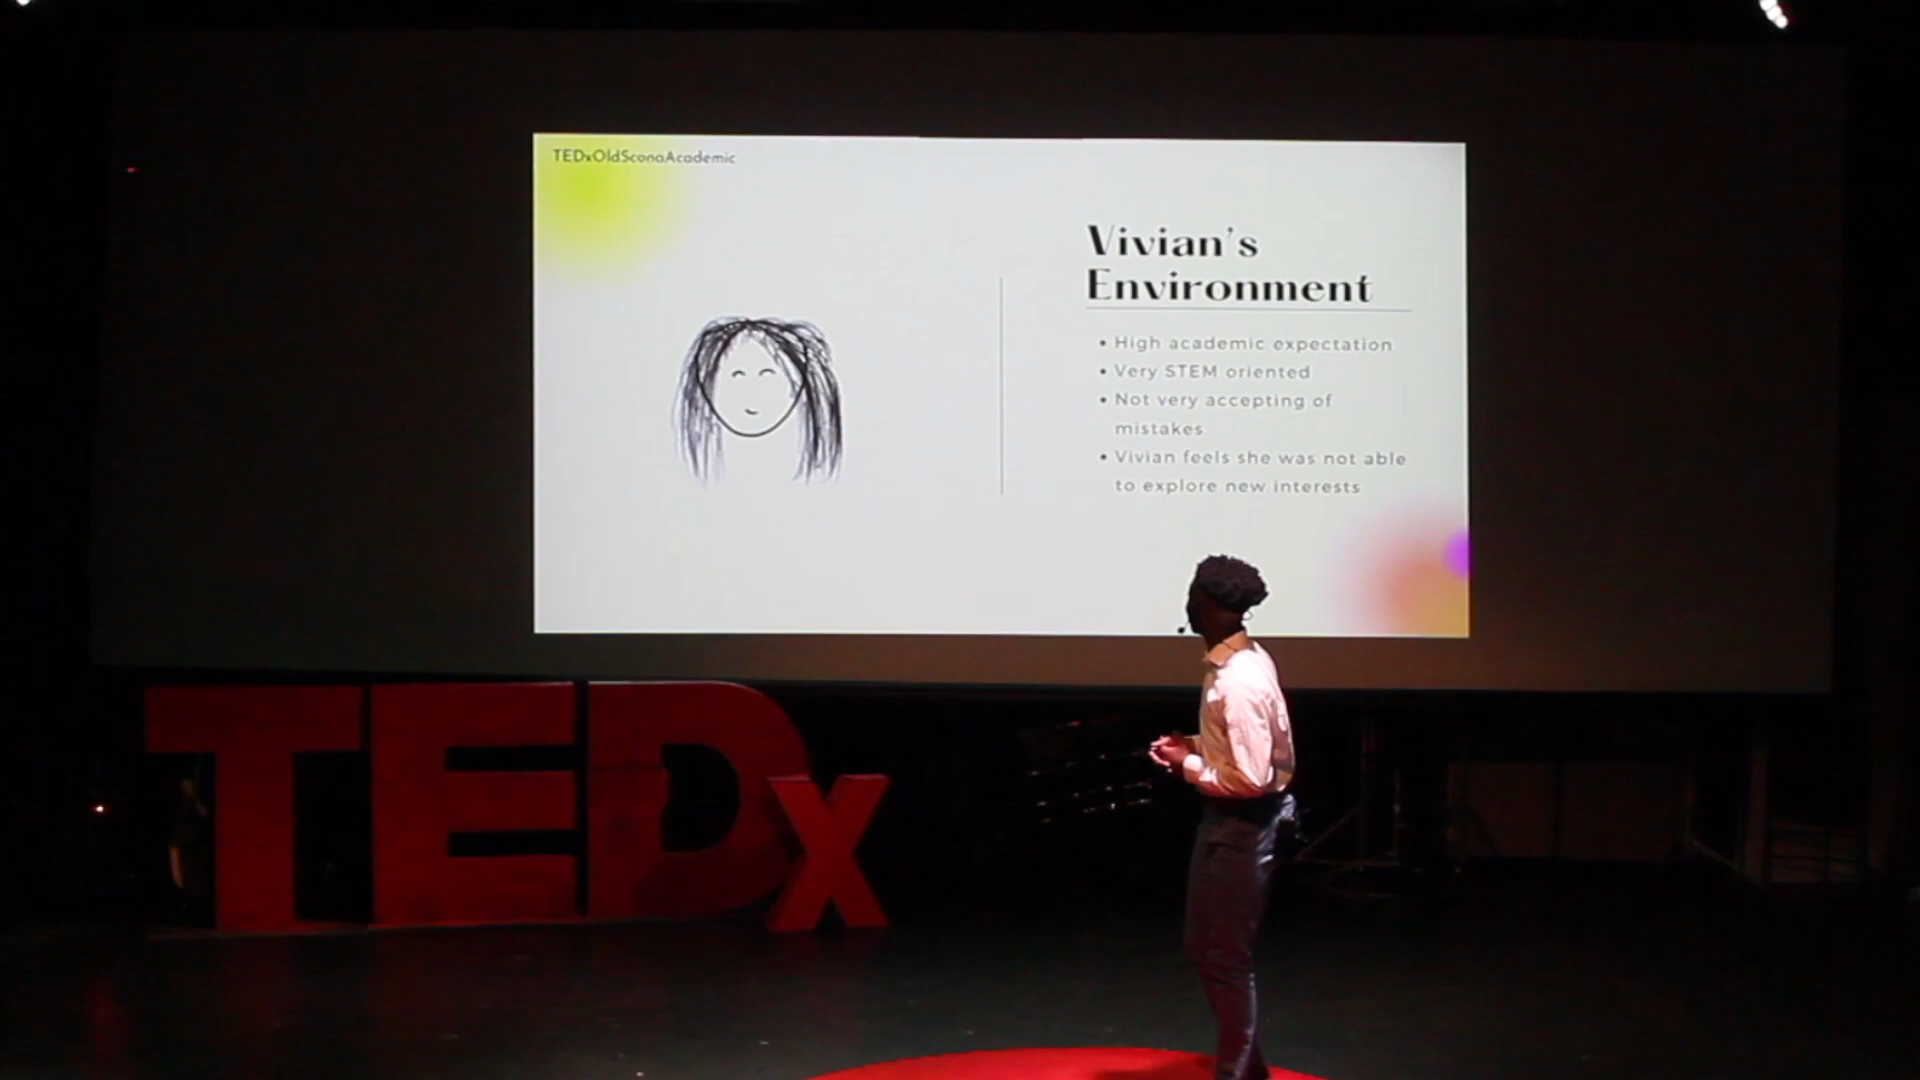 TEDxOldSconaAcademic
Vivian's
Environment
• High academic expectation
• Very STEM oriented
• Not very accepting of
mistakes
• Vivian feels she was not able
to explore new interests
TEDx